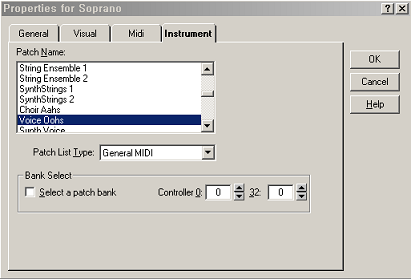 Properties for Soprano
General Visual Midi Instrument
Patch Name:
String Ensemble 1
String Ensemble 2
SynthStrings 1
SynthStrings 2
Choir Aahs
Voice Oohs
Synth Voice
Patch List Type: General MIDI
Bank Select
Select a patch bank Controller 0: 0 32: 0
OK
Cancel
Help